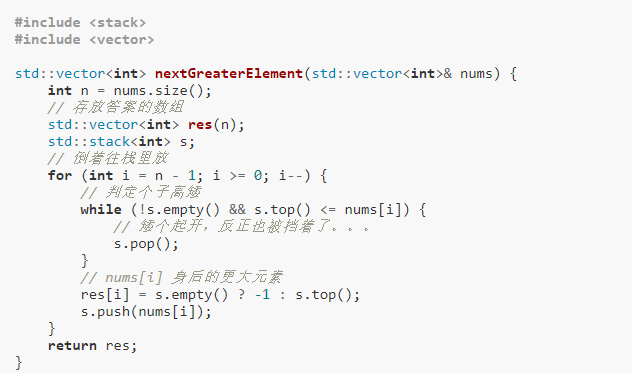 #include <stack>
#include <vector>

std::vector<int> nextGreaterElement(std::vector<int>& nums) {
    int n = nums.size();
    // 存放答案的数组
    std::vector<int> res(n);
    std::stack<int> s;
    // 倒着往栈里放
    for (int i = n - 1; i >= 0; i--) {
        // 判定个子高矮
        while (!s.empty() && s.top() <= nums[i]) {
            // 矮个起开，反正也被挡着了。。。
            s.pop();
        }
        // nums[i] 身后的更大元素
        res[i] = s.empty() ? -1 : s.top();
        s.push(nums[i]);
    }
    return res;
}